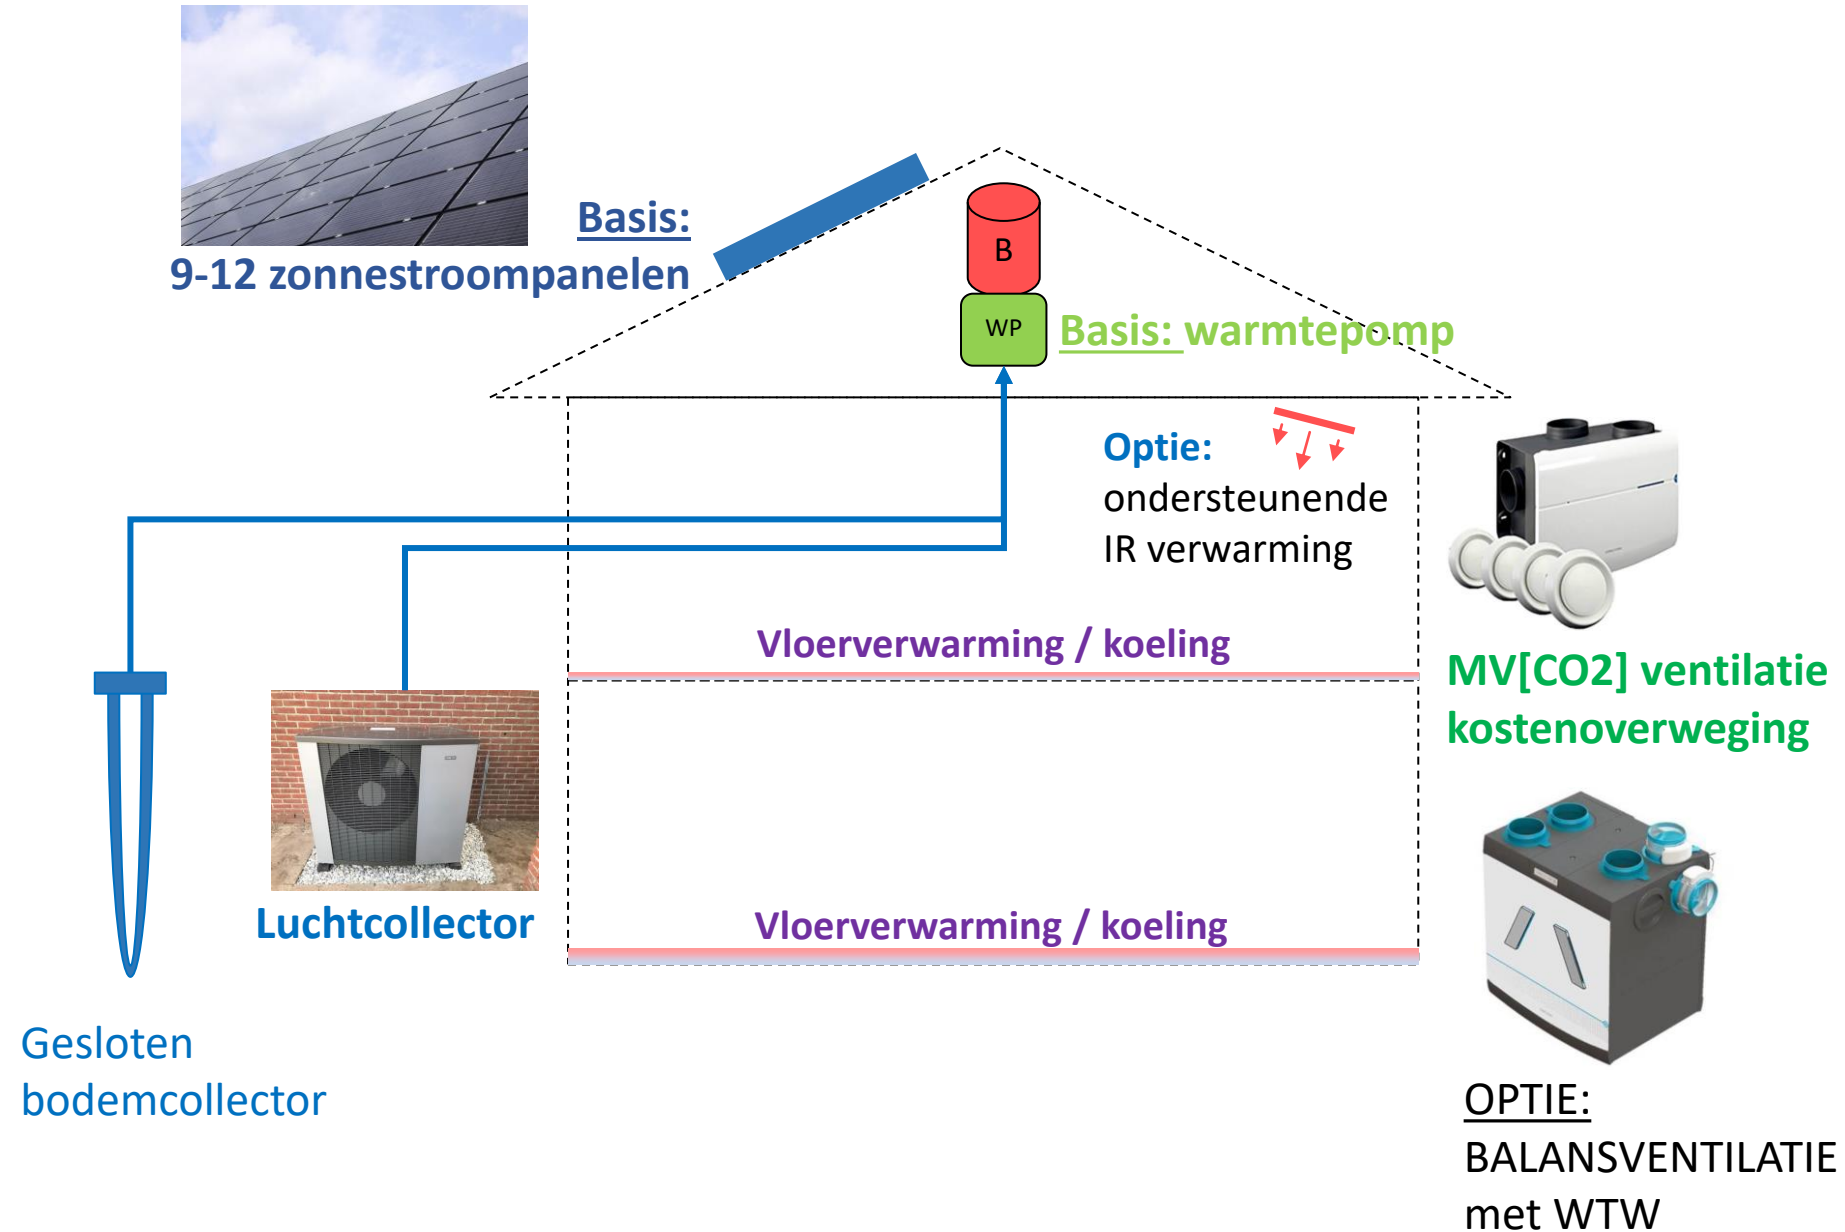 Basis:
9-12 zonnestroompanelen
B
WP
Basis: warmtepomp
Optie:
ondersteunende
IR verwarming
Vloerverwarming / koeling
MV[CO2] ventilatie
kostenoverweging
Luchtcollector
Vloerverwarming / koeling
Gesloten
bodemcollector
OPTIE:
BALANSVENTILATIE
met WTW